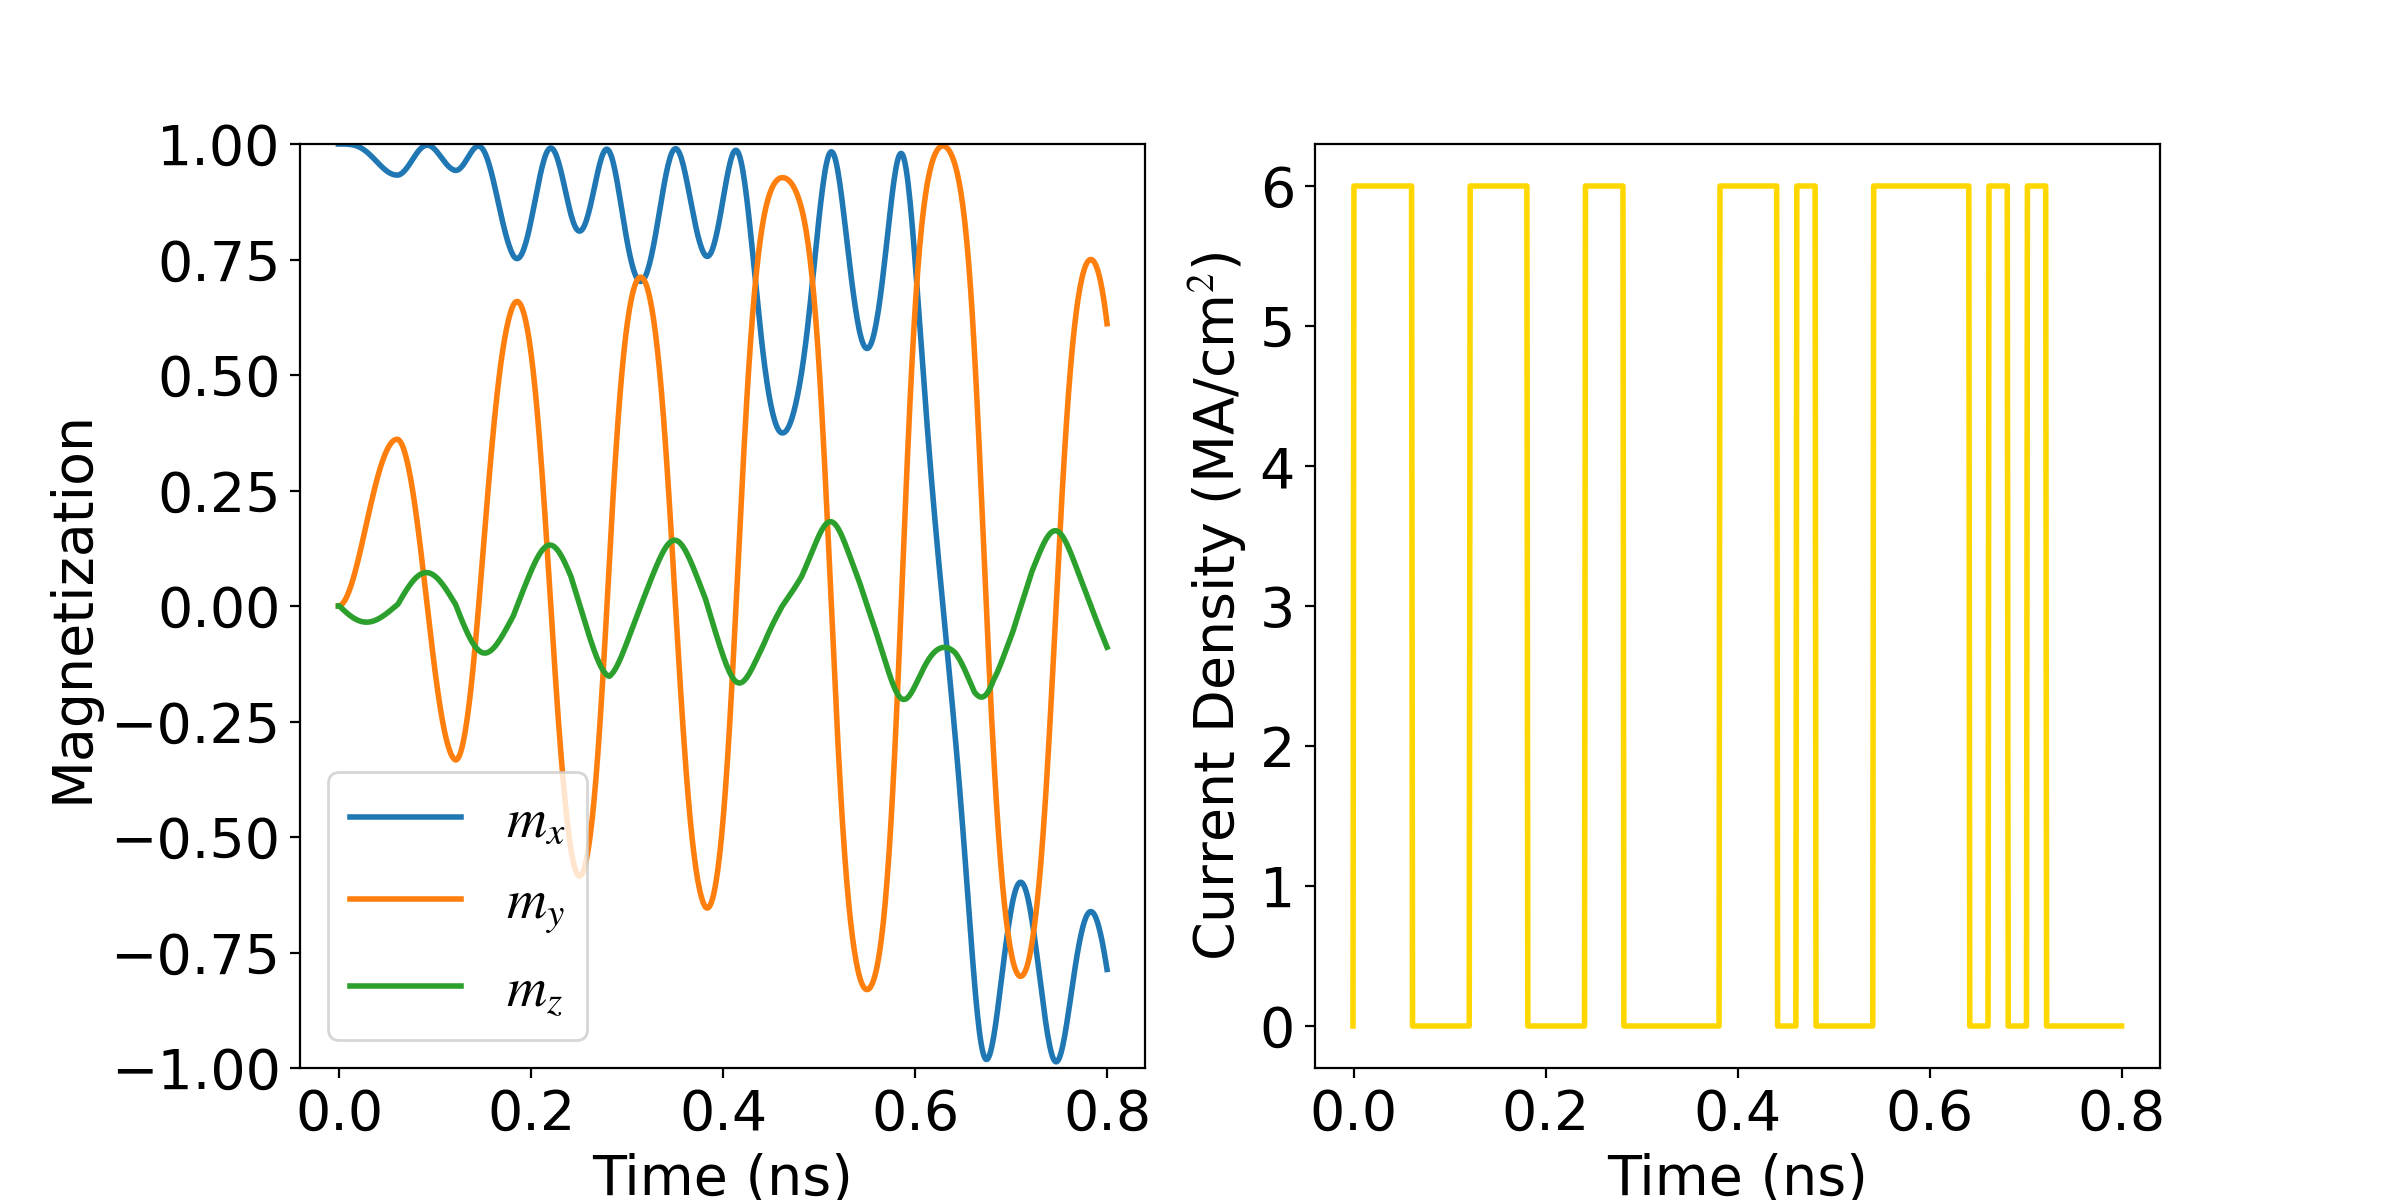 Magnetization
1.00
0.75
0.50
0.25
0.00
−0.25
−0.50
−0.75
−1.00
0.0 0.2 0.4 0.6 0.8
Time (ns)
mₓ
m_y
m_z
Current Density (MA/cm²)
6
5
4
3
2
1
0
0.0 0.2 0.4 0.6 0.8
Time (ns)